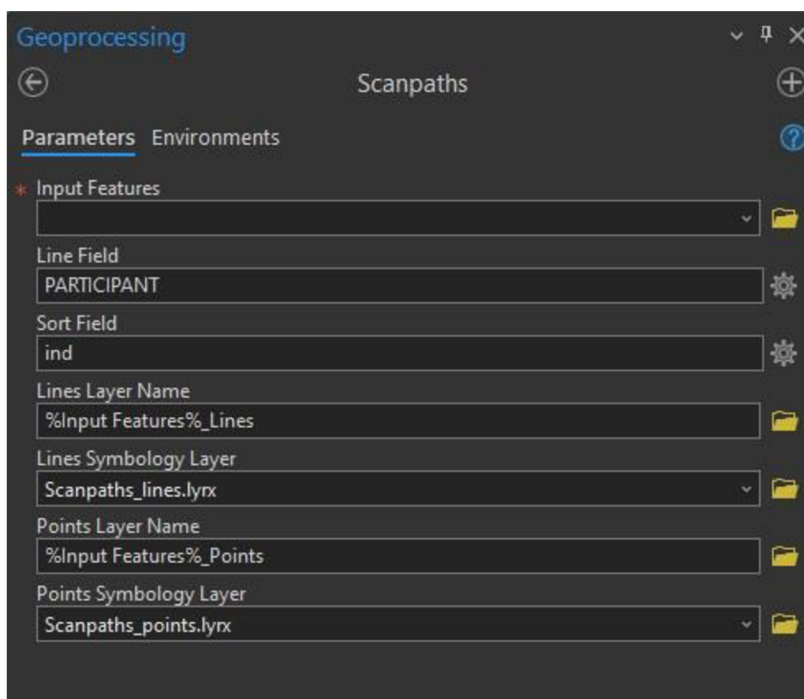 Geoprocessing
Scanpaths
Parameters Environments
* Input Features
Line Field
PARTICIPANT
Sort Field
ind
Lines Layer Name
%Input Features%_Lines
Lines Symbology Layer
Scanpaths_lines.lyrx
Points Layer Name
%Input Features%_Points
Points Symbology Layer
Scanpaths_points.lyrx